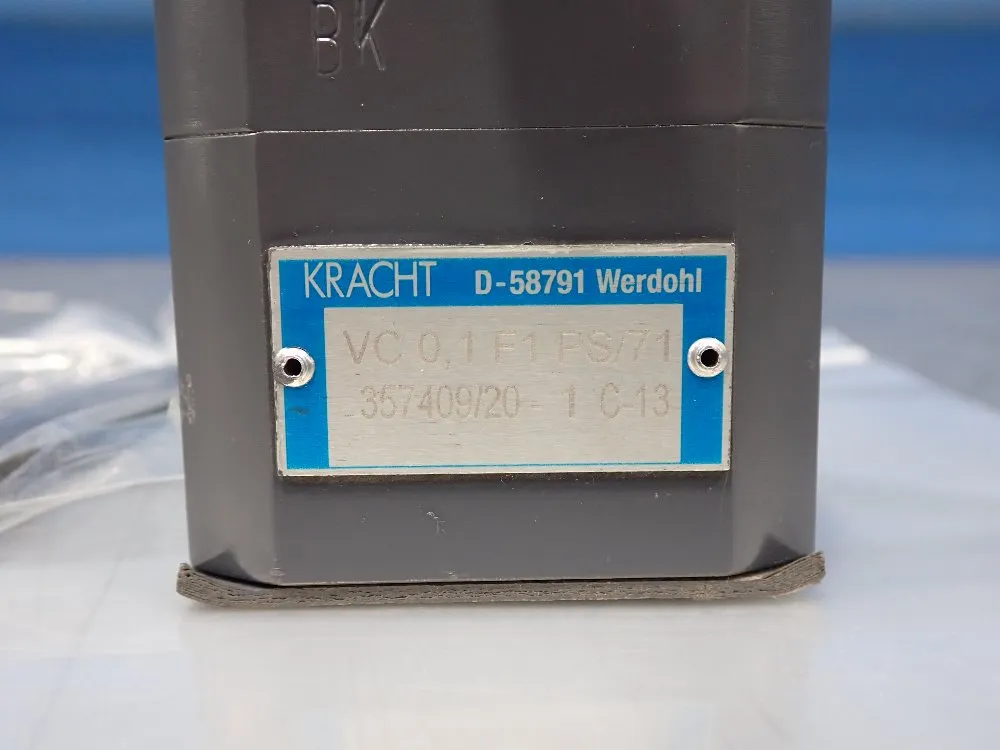 BK
KRACHT D-58791 Werdohl
VC 0,1 F1 PS/71
357409/20 1 C-13